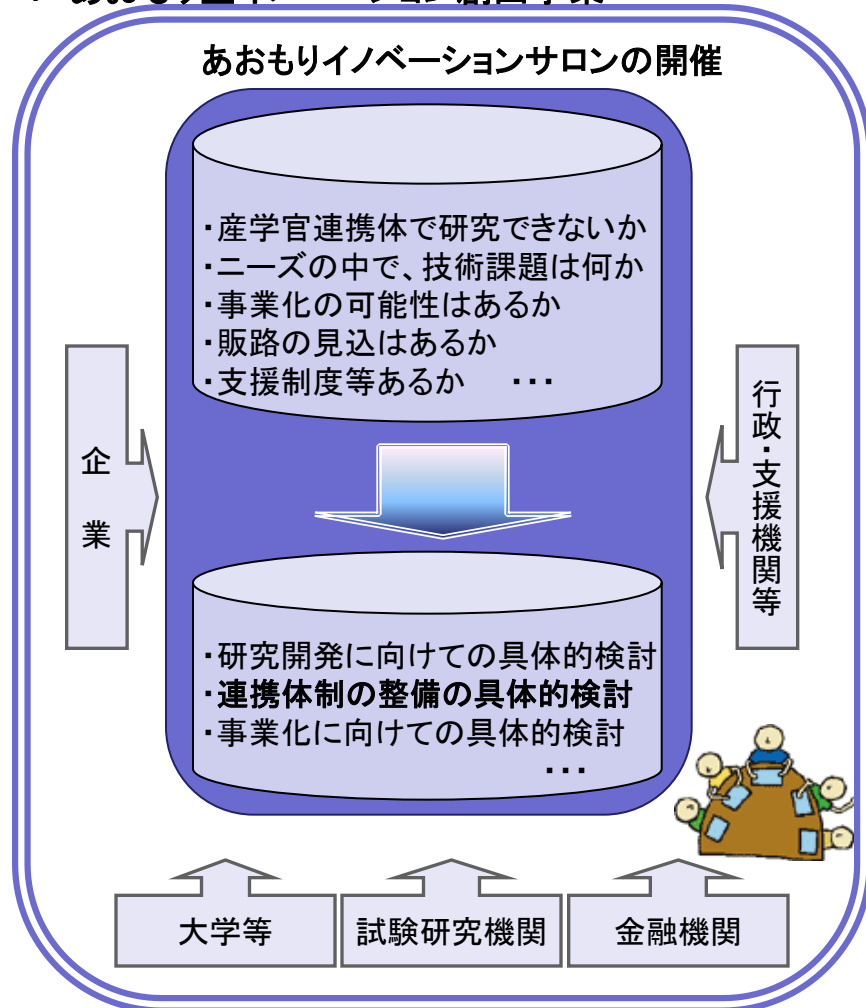 あおもりイノベーションサロンの開催
・産学官連携体で研究できないか
・ニーズの中で、技術課題は何か
・事業化の可能性はあるか
・販路の見込はあるか
・支援制度等あるか ・・・
企業
行政・支援機関等
・研究開発に向けての具体的検討
・連携体制の整備の具体的検討
・事業化に向けての具体的検討
・・・
大学等
試験研究機関
金融機関